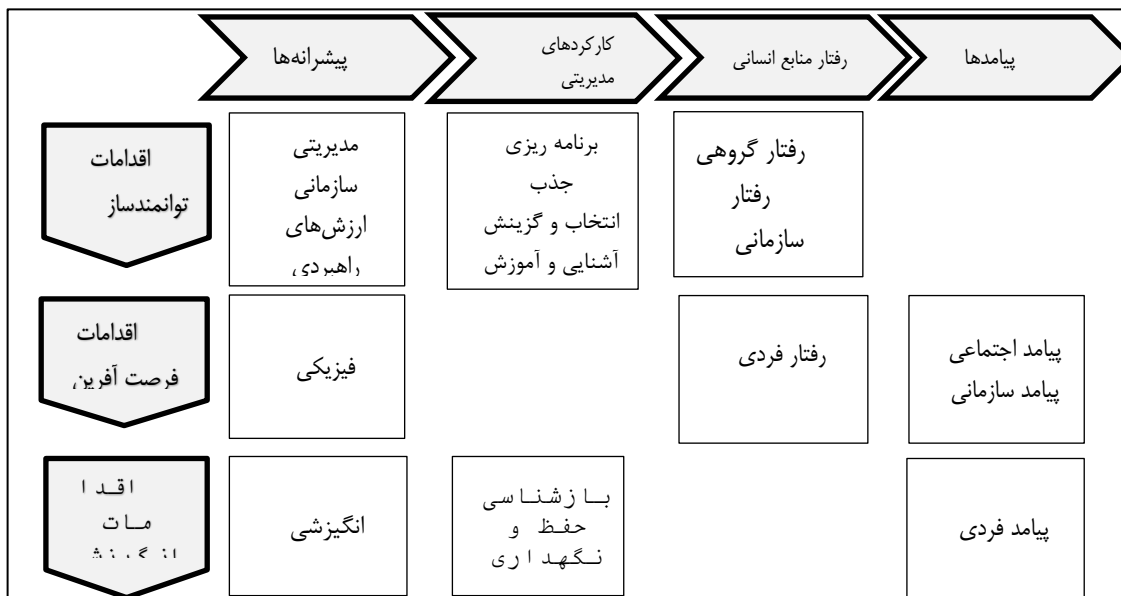 پیشرانه‌ها
کارکردهای
مدیریتی
رفتار منابع انسانی
پیامدها
اقدامات
توانمندساز
مدیریتی
سازمانی
ارزش‌های
راهبردی
برنامه ریزی
جذب
انتخاب و گزینش
آشنایی و آموزش
رفتار گروهی
رفتار
سازمانی
اقدامات
فرصت آفرین
فیزیکی
رفتار فردی
پیامد اجتماعی
پیامد سازمانی
اقدا
مات
انگیزشی
بازشناسی
حفظ و
نگهداری
پیامد فردی